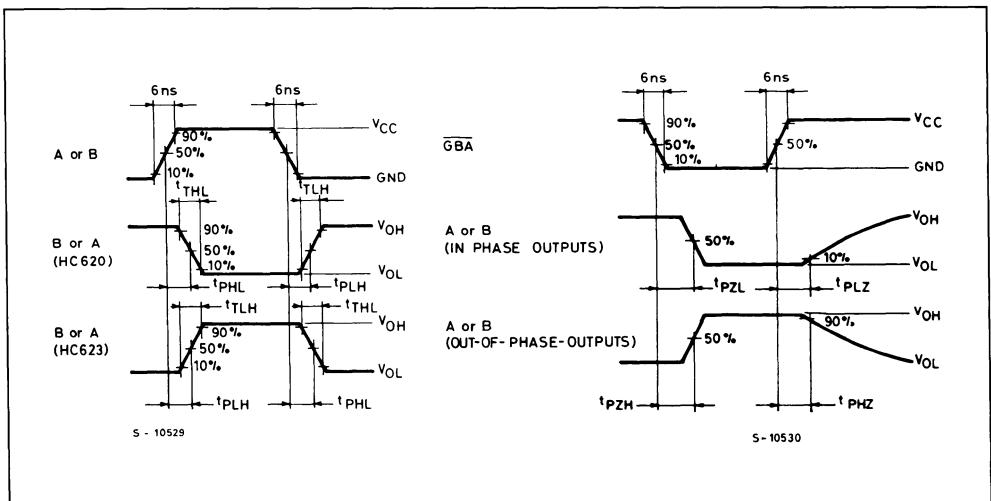 6ns
6ns
90%
VCC
A or B
50%
10%
GND
tTHL
tTLH
B or A
(HC620)
90%
VOH
50%
10%
VOL
tPHL
tPLH
tTLH
tTHL
B or A
(HC623)
90%
VOH
50%
10%
VOL
tPLH
tPHL
S - 10529
6ns
6ns
GBA
90%
VCC
50%
50%
10%
GND
A or B
(IN PHASE OUTPUTS)
VOH
50%
10%
VOL
tPZL
tPLZ
A or B
(OUT-OF-PHASE-OUTPUTS)
VOH
90%
50%
VOL
tPZH
tPHZ
S-10530